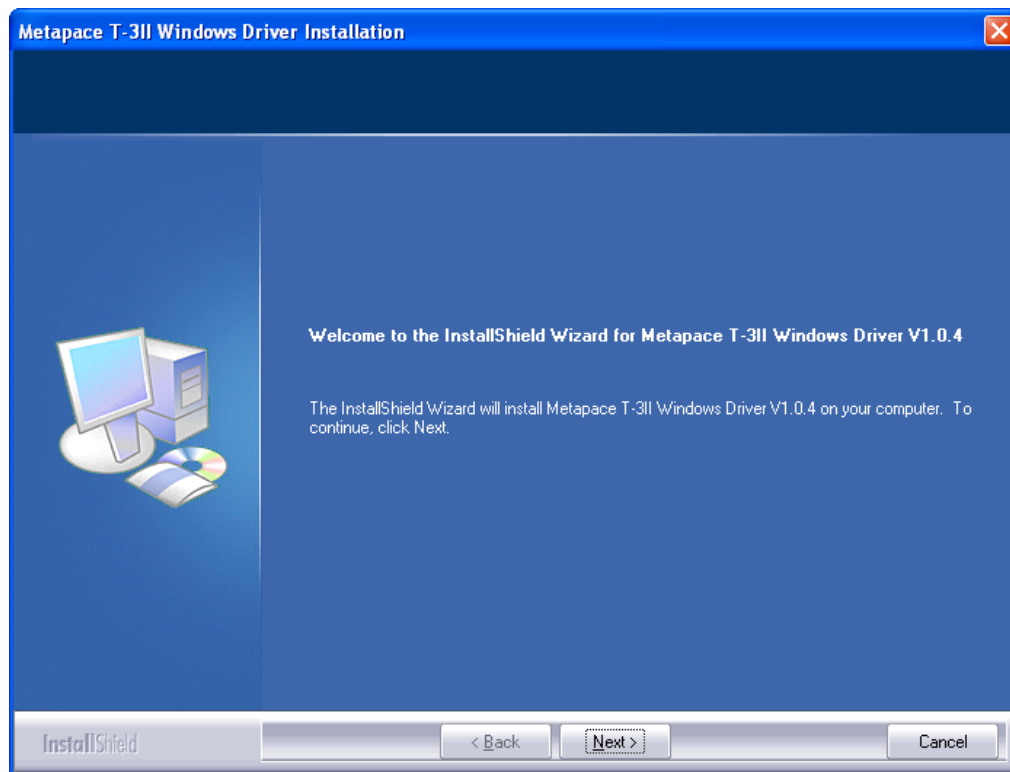 Metapace T-3II Windows Driver Installation
Welcome to the InstallShield Wizard for Metapace T-3II Windows Driver V1.0.4
The InstallShield Wizard will install Metapace T-3II Windows Driver V1.0.4 on your computer. To
continue, click Next.
InstallShield
< Back
Next >
Cancel